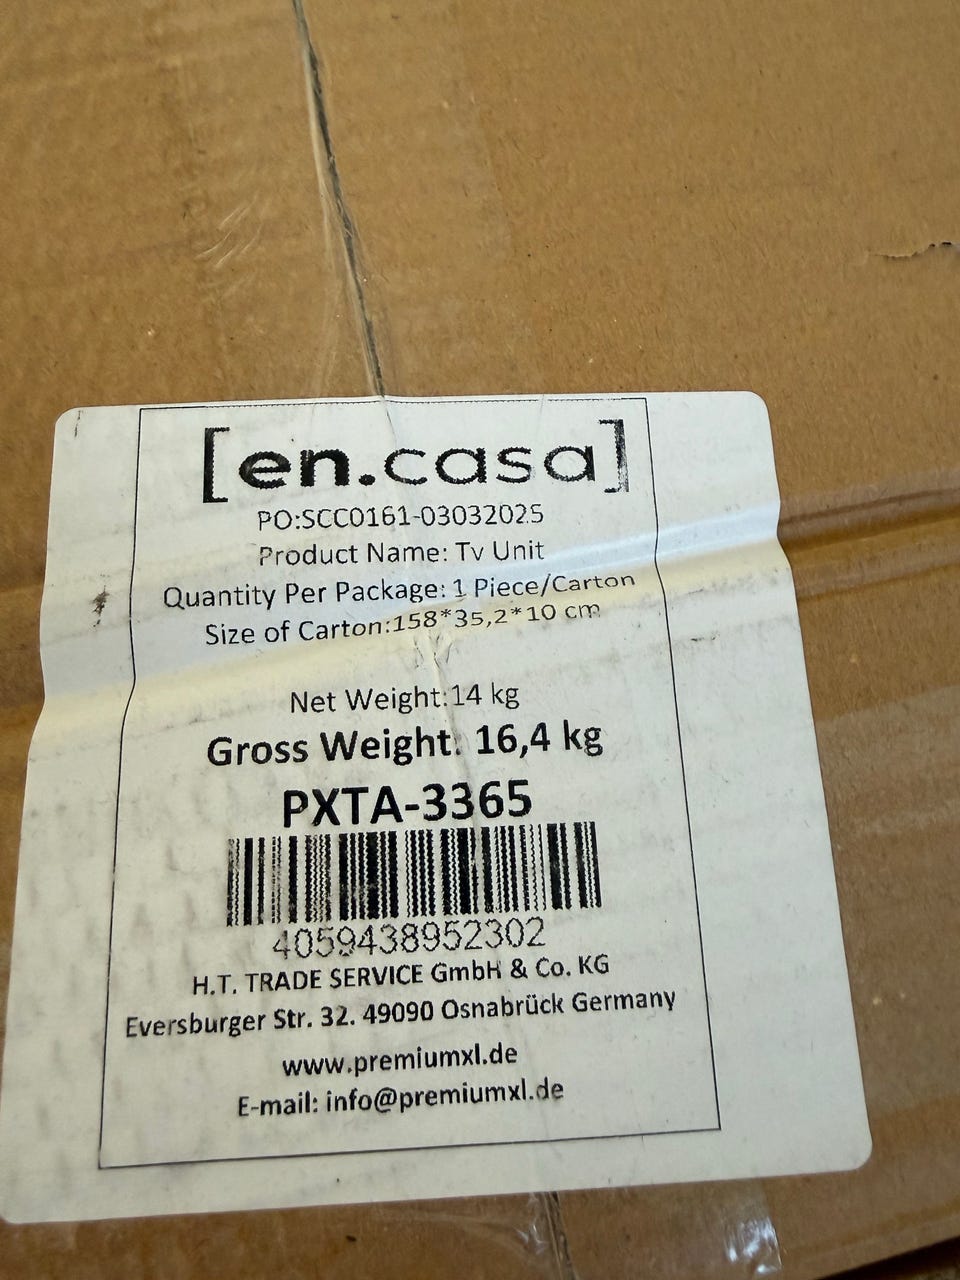 [en.casa]
PO:SCC0161-03032025
Product Name: Tv Unit
Quantity Per Package: 1 Piece/Carton
Size of Carton:158*35,2*10 cm
Net Weight:14 kg
Gross Weight: 16,4 kg
PXTA-3365
4059438952302
H.T. TRADE SERVICE GmbH & Co. KG
Eversburger Str. 32. 49090 Osnabrück Germany
www.premiumxl.de
E-mail: info@premiumxl.de